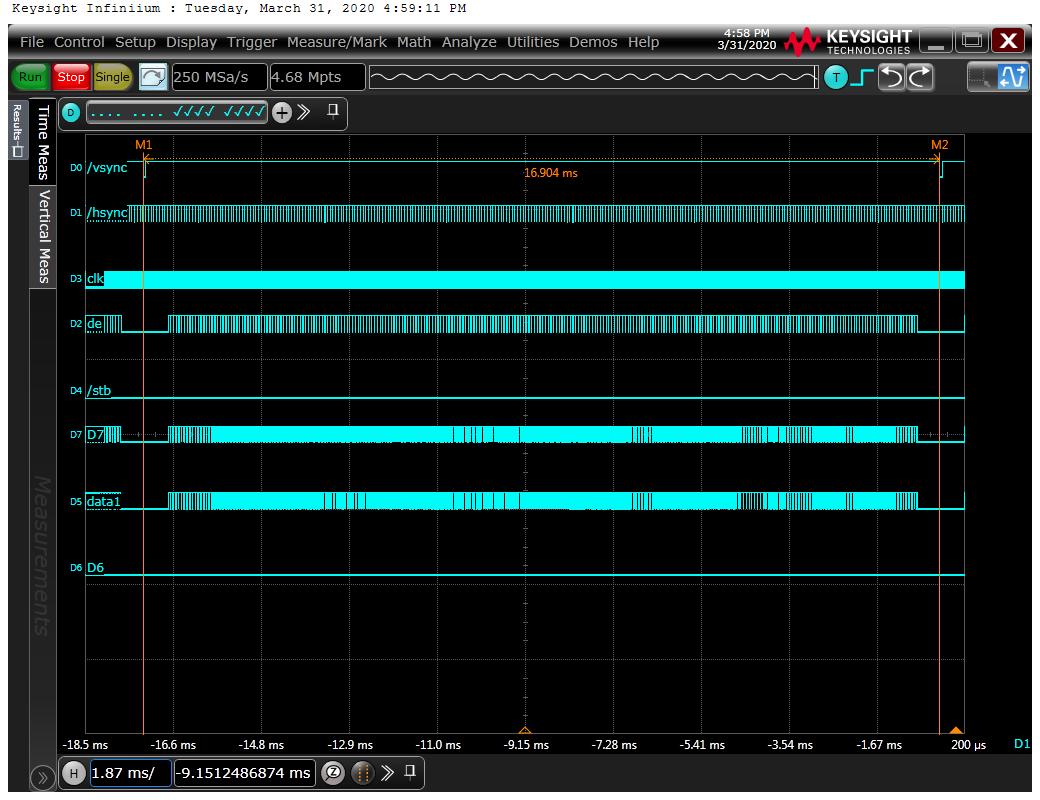 Keysight Infiniium : Tuesday, March 31, 2020 4:59:11 PM
File Control Setup Display Trigger Measure/Mark Math Analyze Utilities Demos Help
4:58 PM
3/31/2020
KEYSIGHT
TECHNOLOGIES
X
Run Stop Single 250 MSa/s 4.68 Mpts T
Results
Time Meas
Vertical Meas
Measurements
D
M1 M2
D0 /vsync
16.904 ms
D1 /hsync
D3 clk
D2 de
D4 /stb
D7 D7
D5 data1
D6 D6
-18.5 ms -16.6 ms -14.8 ms -12.9 ms -11.0 ms -9.15 ms -7.28 ms -5.41 ms -3.54 ms -1.67 ms 200 µs D1
H 1.87 ms/ -9.1512486874 ms Z